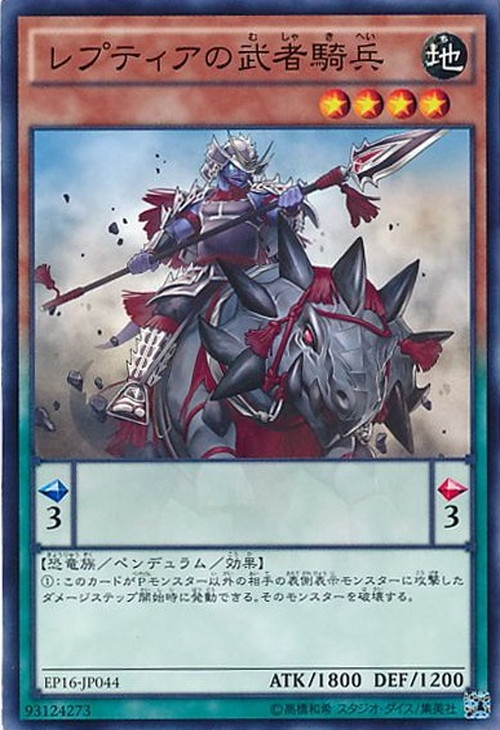 レプティアの武者騎兵
地
3
3
【恐竜族／ペンデュラム／効果】
①：このカードがPモンスター以外の相手の表側表示モンスターに攻撃した
ダメージステップ開始時に発動できる。そのモンスターを破壊する。
EP16-JP044
ATK/1800 DEF/1200
93124273
©高橋和希 スタジオ・ダイス/集英社